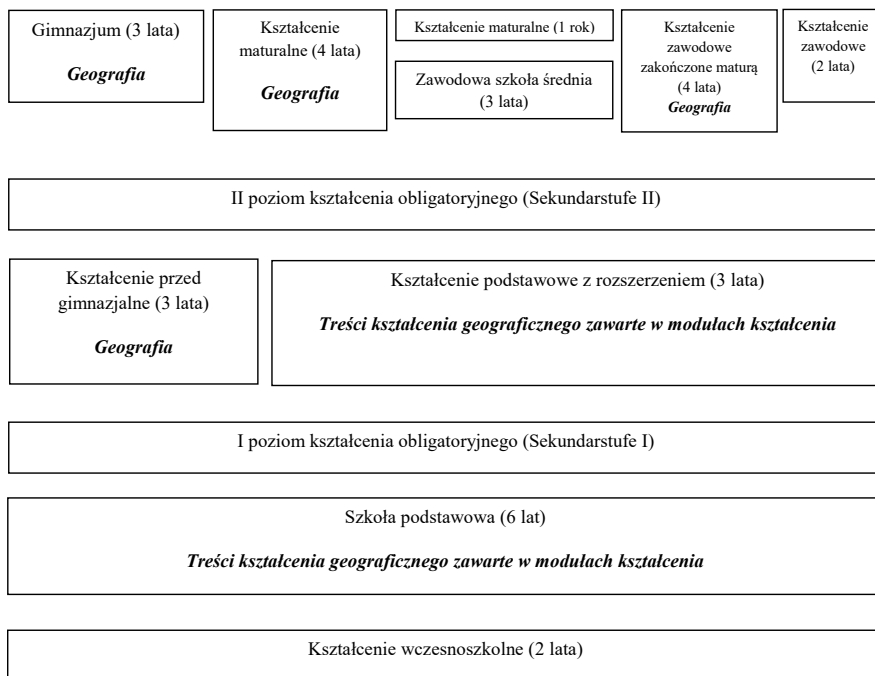 Gimnazjum (3 lata)
Geografia
Kształcenie
maturalne (4 lata)
Geografia
Kształcenie maturalne (1 rok)
Zawodowa szkoła średnia
(3 lata)
Kształcenie
zawodowe
zakończone maturą
(4 lata)
Geografia
Kształcenie
zawodowe
(2 lata)
II poziom kształcenia obligatoryjnego (Sekundarstufe II)
Kształcenie przed
gimnazjalne (3 lata)
Geografia
Kształcenie podstawowe z rozszerzeniem (3 lata)
Treści kształcenia geograficznego zawarte w modułach kształcenia
I poziom kształcenia obligatoryjnego (Sekundarstufe I)
Szkoła podstawowa (6 lat)
Treści kształcenia geograficznego zawarte w modułach kształcenia
Kształcenie wczesnoszkolne (2 lata)